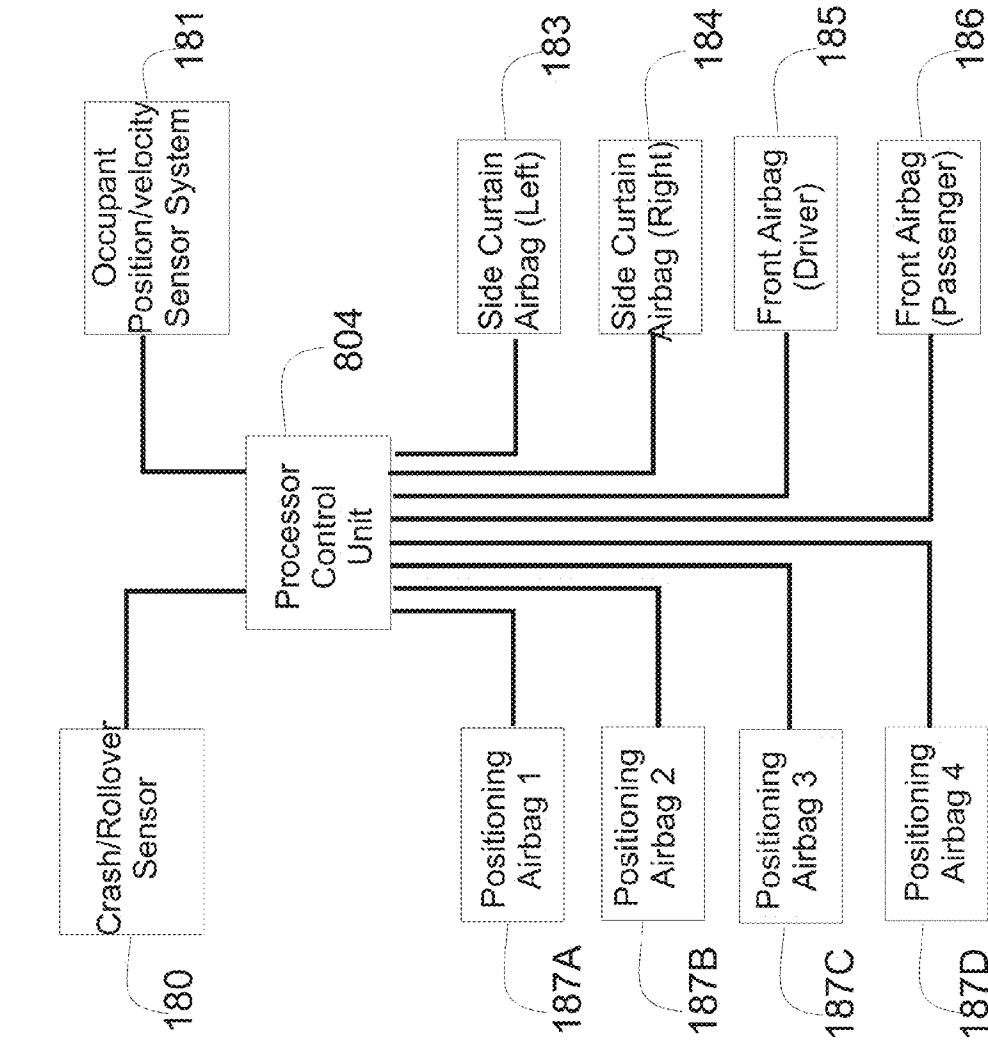 180
Crash/Rollover
Sensor
Occupant
Position/velocity
Sensor System
181
Processor
Control
Unit
804
187A
Positioning
Airbag 1
187B
Positioning
Airbag 2
187C
Positioning
Airbag 3
187D
Positioning
Airbag 4
Side Curtain
Airbag (Left)
183
Side Curtain
Airbag (Right)
184
Front Airbag
(Driver)
185
Front Airbag
(Passenger)
186